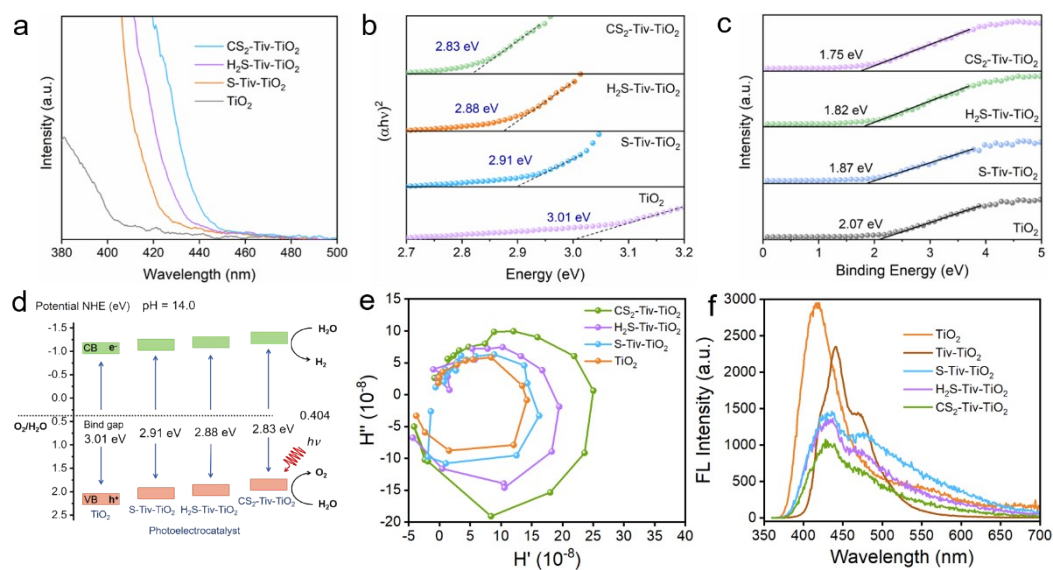 a
Intensity (a.u.)
CS2-Tiv-TiO2
H2S-Tiv-TiO2
S-Tiv-TiO2
TiO2
380 400 420 440 460 480 500
Wavelength (nm)
b
(αhν)2
2.83 eV
CS2-Tiv-TiO2
2.88 eV
H2S-Tiv-TiO2
2.91 eV
S-Tiv-TiO2
3.01 eV
TiO2
2.7 2.8 2.9 3.0 3.1 3.2
Energy (eV)
c
Intensity (a.u.)
1.75 eV
CS2-Tiv-TiO2
1.82 eV
H2S-Tiv-TiO2
1.87 eV
S-Tiv-TiO2
2.07 eV
TiO2
0 1 2 3 4 5
Binding Energy (eV)
d
Potential NHE (eV) pH = 14.0
-1.5
-1.0
-0.5
0.0
0.5
1.0
1.5
2.0
2.5
CB e-
H2O
H2
O2/H2O
0.404
Bind gap
3.01 eV
2.91 eV
2.88 eV
2.83 eV
hν
O2
H2O
VB h+
TiO2
S-Tiv-TiO2
H2S-Tiv-TiO2
CS2-Tiv-TiO2
Photoelectrocatalyst
e
H'' (10-8)
15
10
5
0
-5
-10
-15
-20
CS2-Tiv-TiO2
H2S-Tiv-TiO2
S-Tiv-TiO2
TiO2
-5 0 5 10 15 20 25 30 35 40
H' (10-8)
f
FL Intensity (a.u.)
3000
2500
2000
1500
1000
500
0
TiO2
Tiv-TiO2
S-Tiv-TiO2
H2S-Tiv-TiO2
CS2-Tiv-TiO2
350 400 450 500 550 600 650 700
Wavelength (nm)